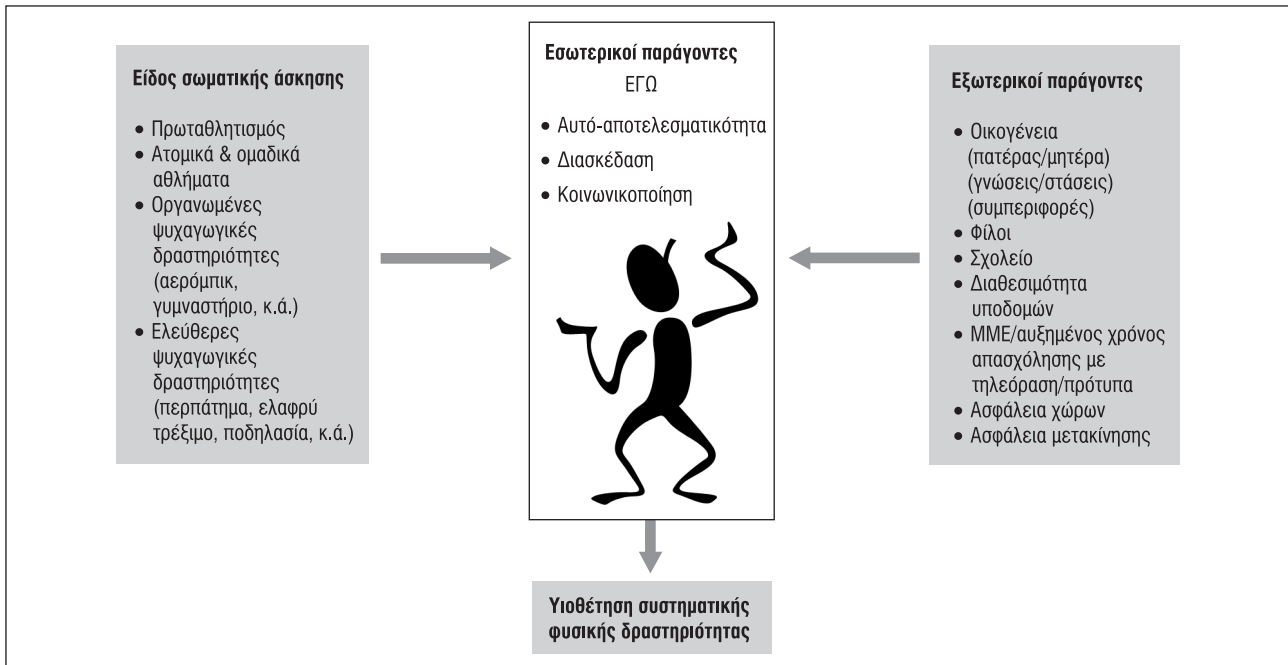 Είδος σωματικής άσκησης
• Πρωταθλητισμός
• Ατομικά & ομαδικά
αθλήματα
• Οργανωμένες
ψυχαγωγικές
δραστηριότητες
(αερόμπικ,
γυμναστήριο, κ.ά.)
• Ελεύθερες
ψυχαγωγικές
δραστηριότητες
(περπάτημα, ελαφρύ
τρέξιμο, ποδηλασία, κ.ά.)
Εσωτερικοί παράγοντες
ΕΓΩ
• Αυτό-αποτελεσματικότητα
• Διασκέδαση
• Κοινωνικοποίηση
Εξωτερικοί παράγοντες
• Οικογένεια
(πατέρας/μητέρα)
(γνώσεις/στάσεις)
(συμπεριφορές)
• Φίλοι
• Σχολείο
• Διαθεσιμότητα
υποδομών
• ΜΜΕ/αυξημένος χρόνος
απασχόλησης με
τηλεόραση/πρότυπα
• Ασφάλεια χώρων
• Ασφάλεια μετακίνησης
Υιοθέτηση συστηματικής
φυσικής δραστηριότητας